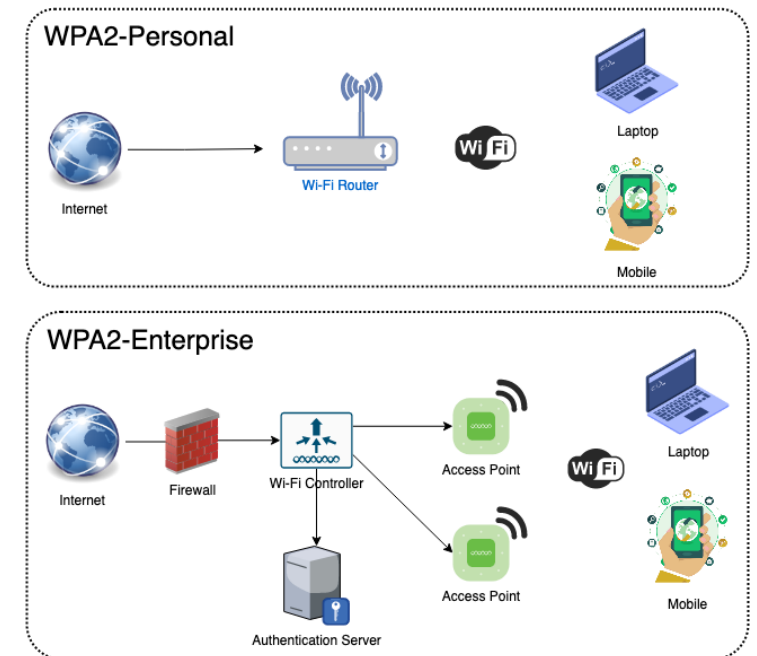 WPA2-Personal
Internet
Wi-Fi Router
Wi Fi
Laptop
Mobile
WPA2-Enterprise
Internet
Firewall
Wi-Fi Controller
Authentication Server
Access Point
Access Point
Wi Fi
Laptop
Mobile